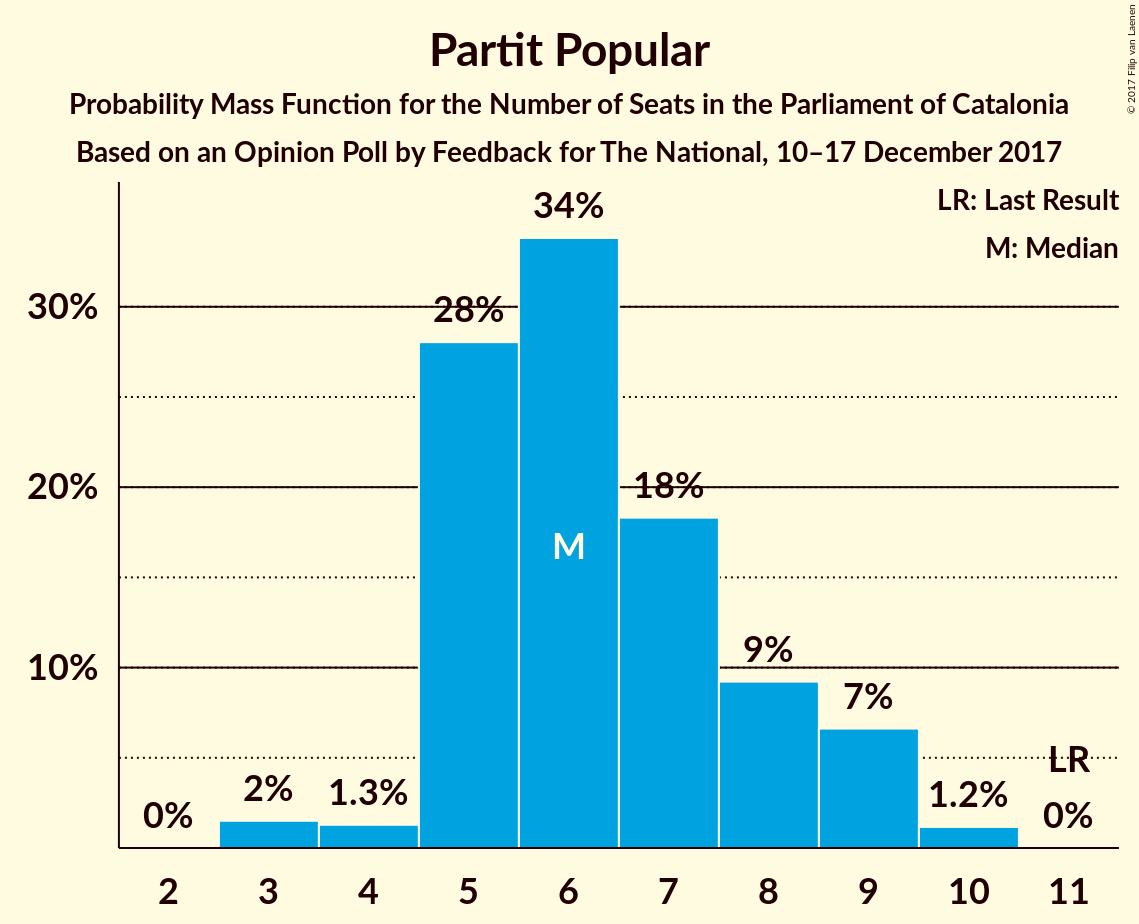 © 2017 Filip van Laenen
Partit Popular
Probability Mass Function for the Number of Seats in the Parliament of Catalonia
Based on an Opinion Poll by Feedback for The National, 10–17 December 2017
LR: Last Result
M: Median
34%
30%
28%
20%
18%
M
10%
9%
7%
LR
2%
1.3%
1.2%
0%
0%
2 3 4 5 6 7 8 9 10 11